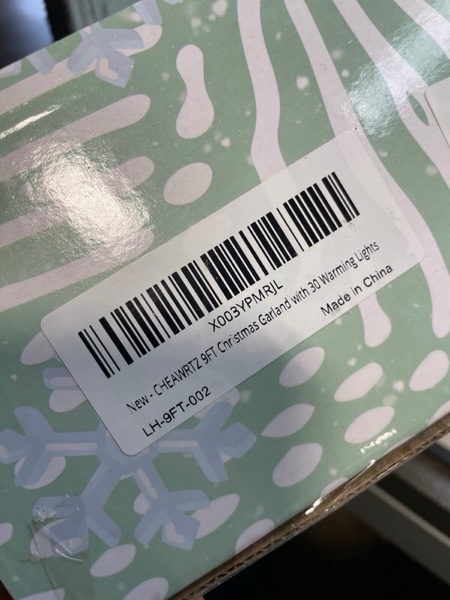 X003YPMRJL
New - CHEAWRTZ 9FT Christmas Garland with 30 Warming Lights
LH-9FT-002
Made in China